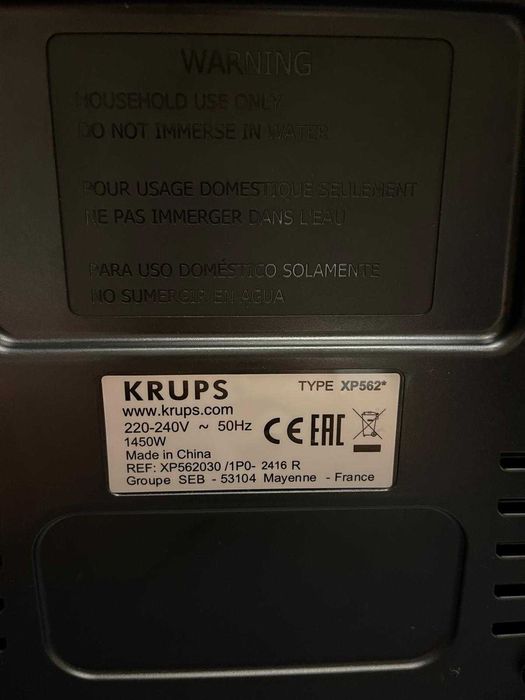 WARNING
HOUSEHOLD USE ONLY
DO NOT IMMERSE IN WATER
POUR USAGE DOMESTIQUE SEULEMENT
NE PAS IMMERGER DANS L'EAU
PARA USO DOMÉSTICO SOLAMENTE
NO SUMERGIR EN AGUA
KRUPS TYPE XP562*
www.krups.com
220-240V ~ 50Hz
1450W
CE EAC
Made in China
REF: XP562030 /1P0- 2416 R
Groupe SEB - 53104 Mayenne - France